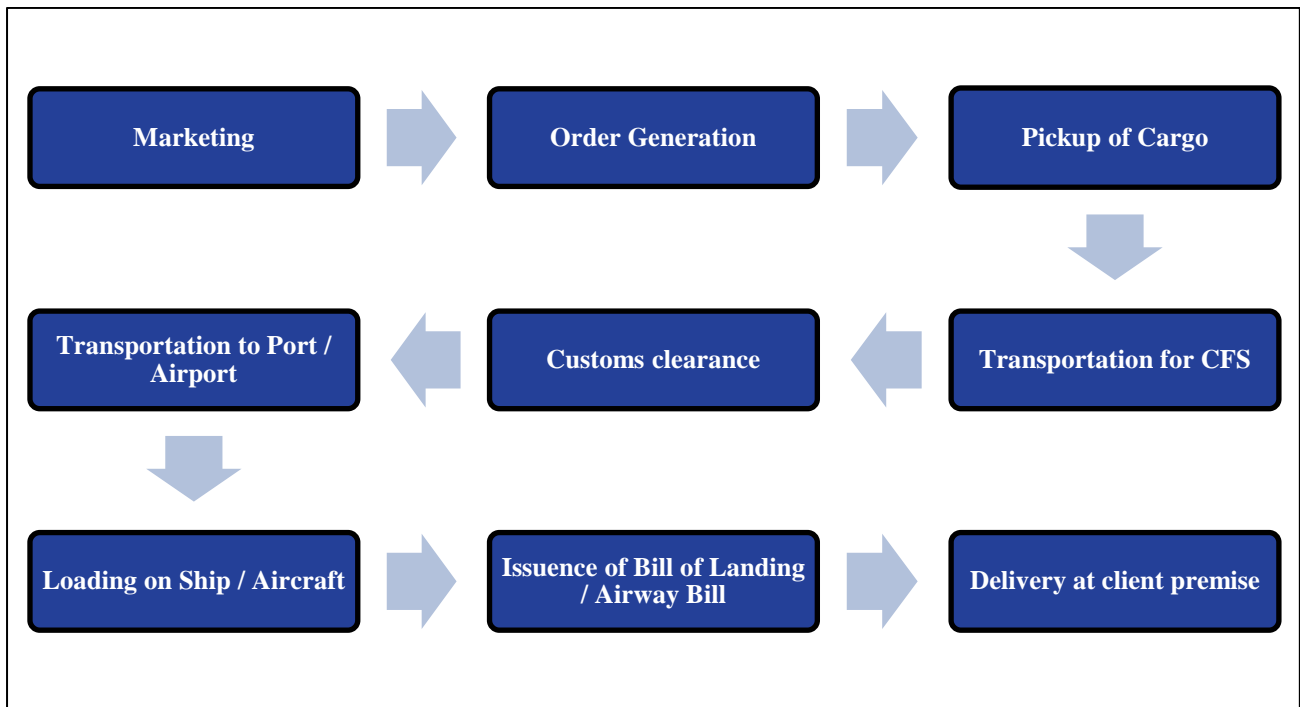 Marketing
Order Generation
Pickup of Cargo
Transportation for CFS
Customs clearance
Transportation to Port /
Airport
Loading on Ship / Aircraft
Issuence of Bill of Landing
/ Airway Bill
Delivery at client premise